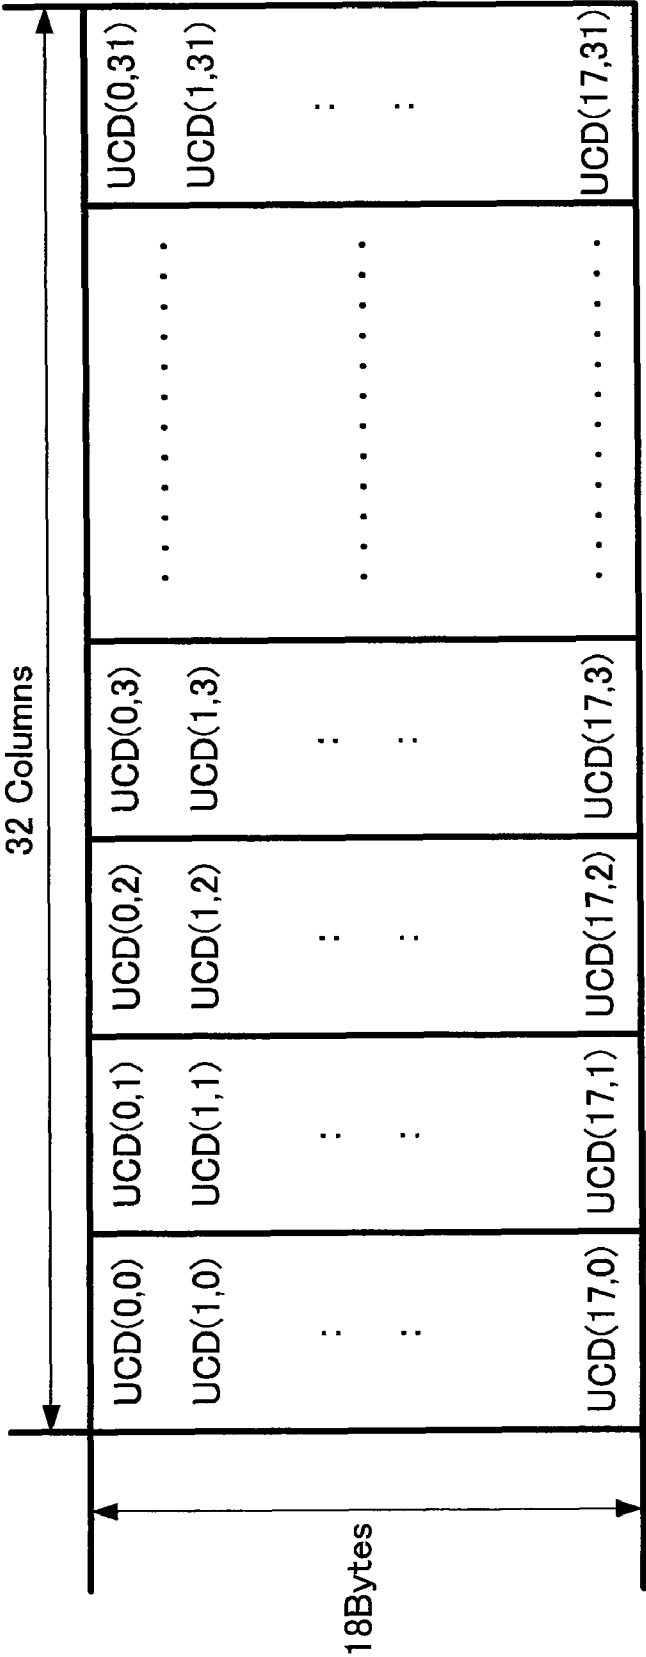 32 Columns
18Bytes
UCD(0,0) UCD(0,1) UCD(0,2) UCD(0,3) UCD(0,31)
UCD(1,0) UCD(1,1) UCD(1,2) UCD(1,3) UCD(1,31)
UCD(17,0) UCD(17,1) UCD(17,2) UCD(17,3) UCD(17,31)